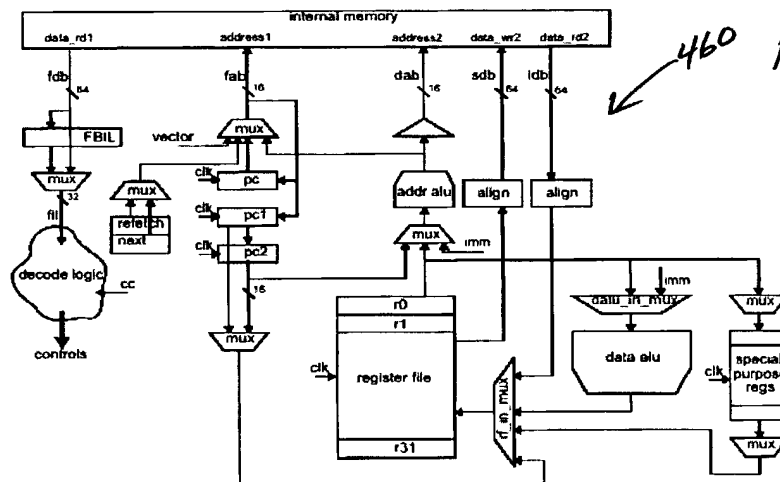 internal memory
data_rd1 address1 address2 data_wr2 data_rd2
460
fdb fab dab sdb ldb
64 16 16 64 64
FBIL
vector
mux
mux
mux
clk pc
addr alu
align
align
32
fil
refetch
next
clk pc1
clk pc2
mux
imm
decode logic
cc
16
imm
r0
dalu_in_mux
mux
controls
mux
r1
data alu
special
purpose
regs
clk
register file
clk
rf_in_mux
r31
mux